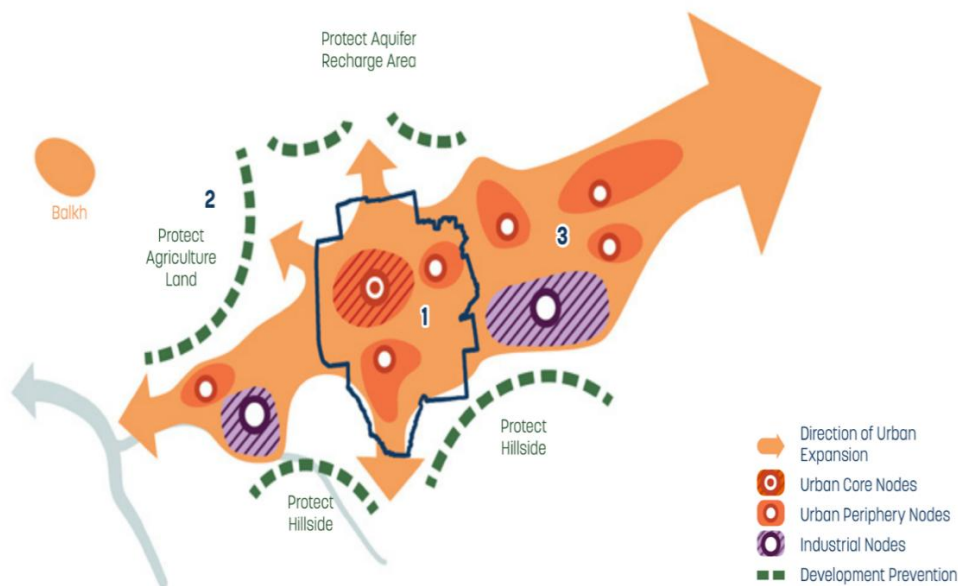 Protect Aquifer
Recharge Area
Balkh
2
Protect
Agriculture
Land
3
1
Protect
Hillside
Protect
Hillside
Direction of Urban
Expansion
Urban Core Nodes
Urban Periphery Nodes
Industrial Nodes
Development Prevention